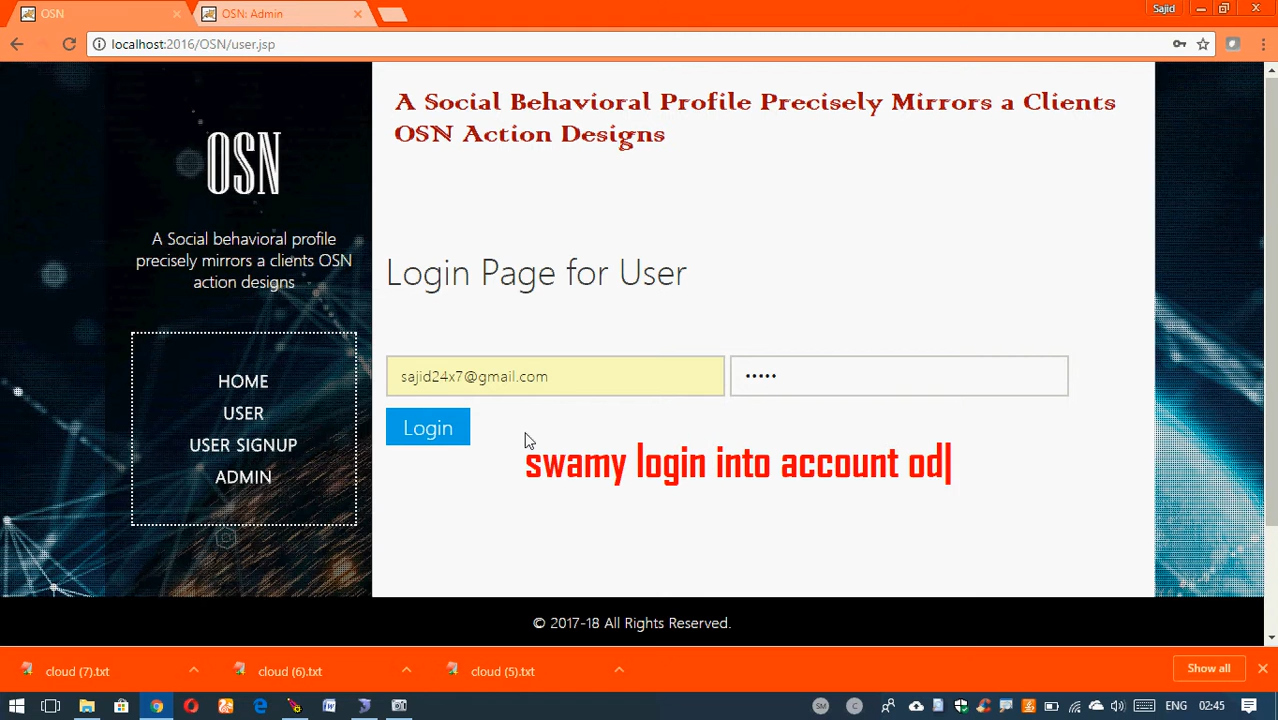 OSN
OSN: Admin
Sajid
localhost:2016/OSN/user.jsp
OSN
A Social behavioral profile
precisely mirrors a clients OSN
action designs
HOME
USER
USER SIGNUP
ADMIN
A Social Behavioral Profile Precisely Mirrors a Clients
OSN Action Designs
Login Page for User
sajid24x7@gmail.com
•••••
Login
swamy login into account od
© 2017-18 All Rights Reserved.
cloud (7).txt
cloud (6).txt
cloud (5).txt
Show all
ENG
02:45